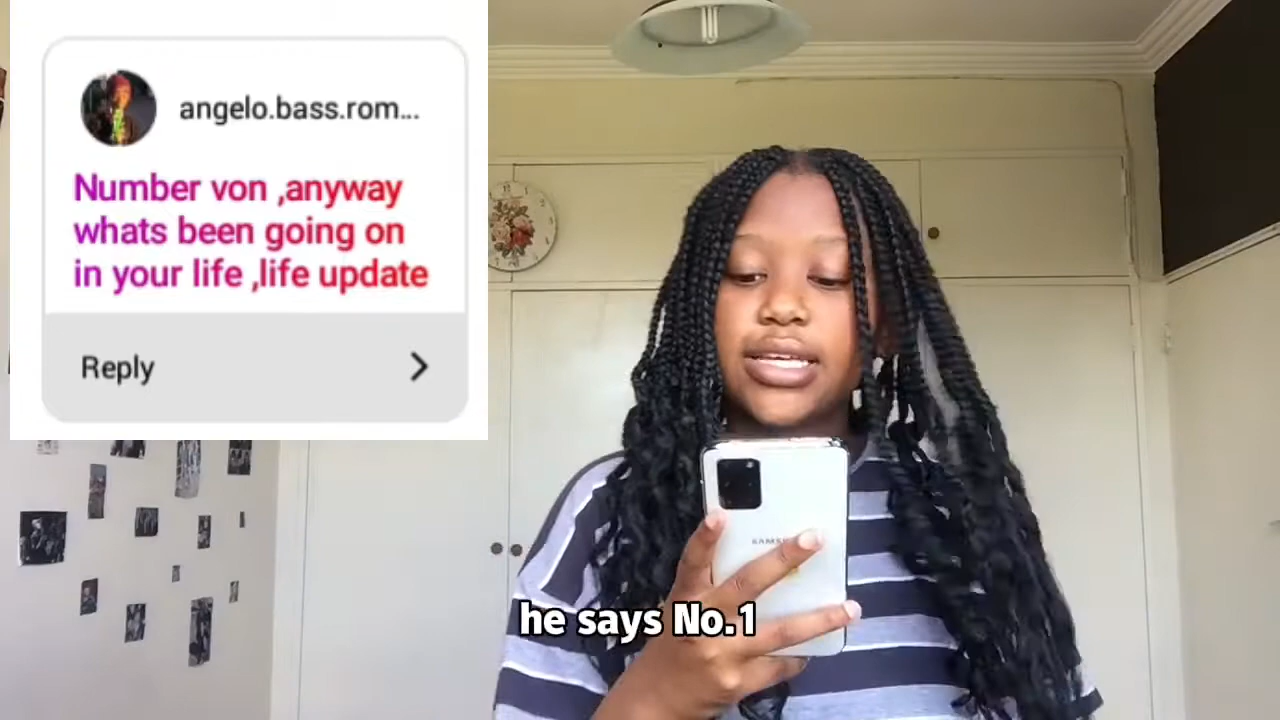 angelo.bass.rom...
Number von ,anyway
whats been going on
in your life ,life update
Reply
SAMSUNG
he says No.1